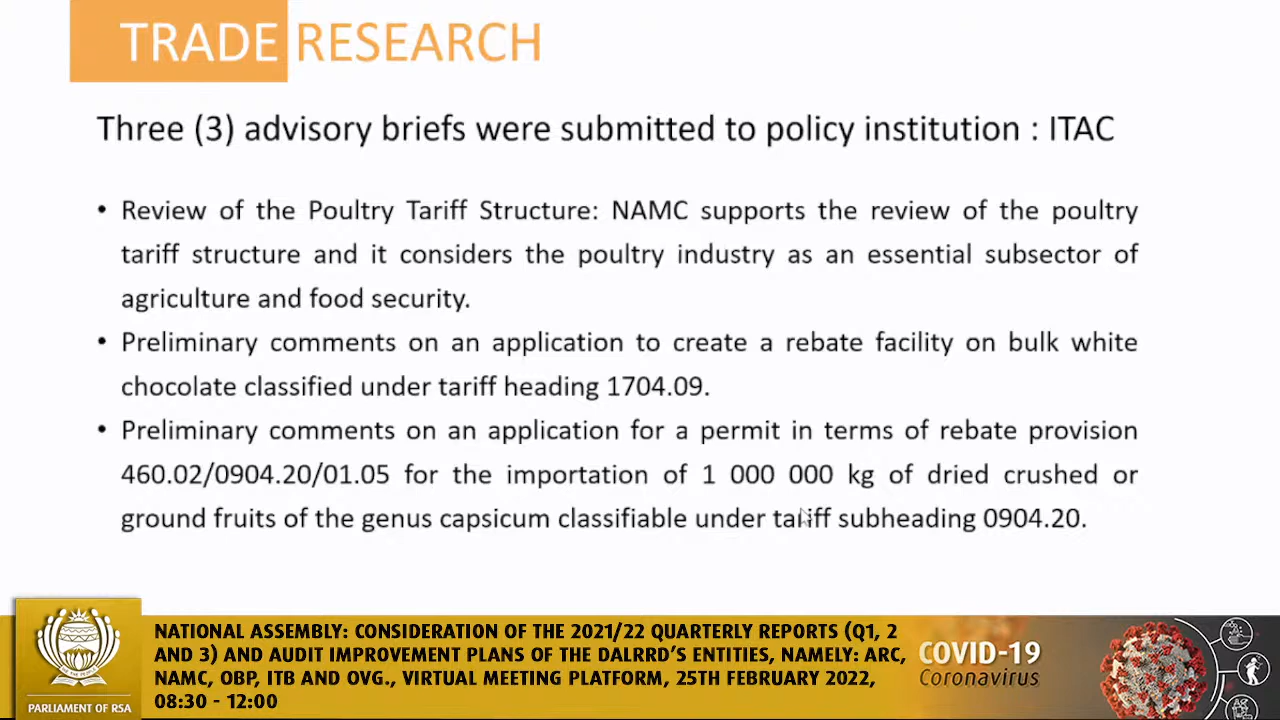 TRADE RESEARCH
Three (3) advisory briefs were submitted to policy institution : ITAC
• Review of the Poultry Tariff Structure: NAMC supports the review of the poultry
tariff structure and it considers the poultry industry as an essential subsector of
agriculture and food security.
• Preliminary comments on an application to create a rebate facility on bulk white
chocolate classified under tariff heading 1704.09.
• Preliminary comments on an application for a permit in terms of rebate provision
460.02/0904.20/01.05 for the importation of 1 000 000 kg of dried crushed or
ground fruits of the genus capsicum classifiable under tariff subheading 0904.20.
NATIONAL ASSEMBLY: CONSIDERATION OF THE 2021/22 QUARTERLY REPORTS (Q1, 2
AND 3) AND AUDIT IMPROVEMENT PLANS OF THE DALRRD'S ENTITIES, NAMELY: ARC,
NAMC, OBP, ITB AND OVG., VIRTUAL MEETING PLATFORM, 25TH FEBRUARY 2022,
08:30 - 12:00
PARLIAMENT OF RSA
COVID-19
Coronavirus